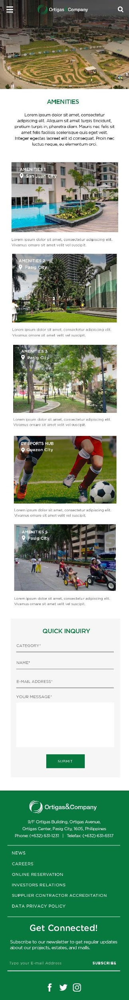 Ortigas&Company
AMENITIES
Lorem ipsum dolor sit amet, consectetur
adipiscing elit. Aliquam sit amet turpis tincidunt,
pretium turpis in, pharetra diam. Mauris nec felis sit
amet felis facilisis scelerisque quis eget velit.
Integer egestas laoreet elit id consequat. Proin nec
luctus neque, eu elementum orci.
AMENITIES 1
San Juan City
Lorem ipsum dolor sit amet, consectetur adipiscing elit.
Vivamus ornare sit amet velit vel suscipit.
AMENITIES 2
Pasig City
Lorem ipsum dolor sit amet, consectetur adipiscing elit.
Vivamus ornare sit amet velit vel suscipit.
AMENITIES 3
Pasig City
Lorem ipsum dolor sit amet, consectetur adipiscing elit.
Vivamus ornare sit amet velit vel suscipit.
CV SPORTS HUB
Quezon City
Lorem ipsum dolor sit amet, consectetur adipiscing elit.
Vivamus ornare sit amet velit vel suscipit.
AMENITIES 5
Pasig City
Lorem ipsum dolor sit amet, consectetur adipiscing elit.
Vivamus ornare sit amet velit vel suscipit.
QUICK INQUIRY
CATEGORY*
NAME*
E-MAIL ADDRESS*
YOUR MESSAGE*
SUBMIT
Ortigas&Company
9/F Ortigas Building, Ortigas Avenue,
Ortigas Center, Pasig City, 1605, Philippines
Phone: (+632) 631-1231 | Telefax: (+632) 631-6517
NEWS
CAREERS
ONLINE RESERVATION
INVESTORS RELATIONS
SUPPLIER CONTRACTOR ACCREDITATION
DATA PRIVACY POLICY
Get Connected!
Subscribe to our newsletter to get regular updates
about our projects, estates, and malls.
Type your E-mail Address SUBSCRIBE